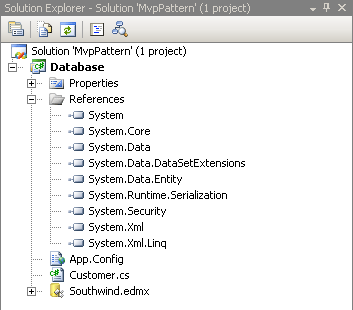 Solution Explorer - Solution 'MvpPattern' (1 project)
Solution 'MvpPattern' (1 project)
Database
Properties
References
System
System.Core
System.Data
System.Data.DataSetExtensions
System.Data.Entity
System.Runtime.Serialization
System.Security
System.Xml
System.Xml.Linq
App.Config
Customer.cs
Southwind.edmx